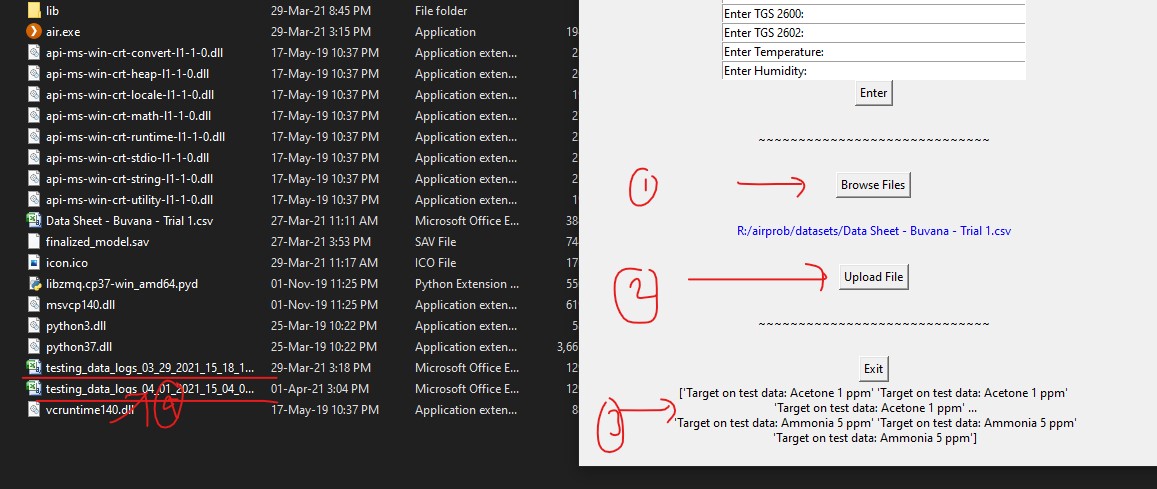 lib 29-Mar-21 8:45 PM File folder
air.exe 29-Mar-21 3:15 PM Application 19
api-ms-win-crt-convert-l1-1-0.dll 17-May-19 10:37 PM Application exten... 2
api-ms-win-crt-heap-l1-1-0.dll 17-May-19 10:37 PM Application exten... 2
api-ms-win-crt-locale-l1-1-0.dll 17-May-19 10:37 PM Application exten... 1
api-ms-win-crt-math-l1-1-0.dll 17-May-19 10:37 PM Application exten... 2
api-ms-win-crt-runtime-l1-1-0.dll 17-May-19 10:37 PM Application exten... 2
api-ms-win-crt-stdio-l1-1-0.dll 17-May-19 10:37 PM Application exten... 2
api-ms-win-crt-string-l1-1-0.dll 17-May-19 10:37 PM Application exten... 2
api-ms-win-crt-utility-l1-1-0.dll 17-May-19 10:37 PM Application exten... 1
Data Sheet - Buvana - Trial 1.csv 27-Mar-21 11:11 AM Microsoft Office E... 38
finalized_model.sav 27-Mar-21 3:53 PM SAV File 74
icon.ico 29-Mar-21 11:17 AM ICO File 17
libzmq.cp37-win_amd64.pyd 01-Nov-19 11:25 PM Python Extension ... 55
msvcp140.dll 01-Nov-19 11:25 PM Application exten... 61
python3.dll 25-Mar-19 10:22 PM Application exten... 5
python37.dll 25-Mar-19 10:22 PM Application exten... 3,66
testing_data_logs_03_29_2021_15_18_1... 29-Mar-21 3:18 PM Microsoft Office E... 12
testing_data_logs_04_01_2021_15_04_0... 01-Apr-21 3:04 PM Microsoft Office E... 12
vcruntime140.dll 17-May-19 10:37 PM Application exten... 8
4
Enter TGS 2600:
Enter TGS 2602:
Enter Temperature:
Enter Humidity:
Enter
~~~~~~~~~~~~~~~~~~~~~~~~~~~~~
1 Browse Files
R:/airprob/datasets/Data Sheet - Buvana - Trial 1.csv
2 Upload File
~~~~~~~~~~~~~~~~~~~~~~~~~~~~~
Exit
['Target on test data: Acetone 1 ppm' 'Target on test data: Acetone 1 ppm'
3 'Target on test data: Acetone 1 ppm' ...
'Target on test data: Ammonia 5 ppm' 'Target on test data: Ammonia 5 ppm'
'Target on test data: Ammonia 5 ppm']